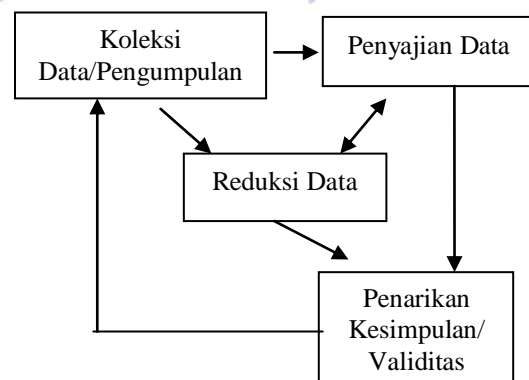 Koleksi
Data/Pengumpulan
Penyajian Data
Reduksi Data
Penarikan
Kesimpulan/
Validitas